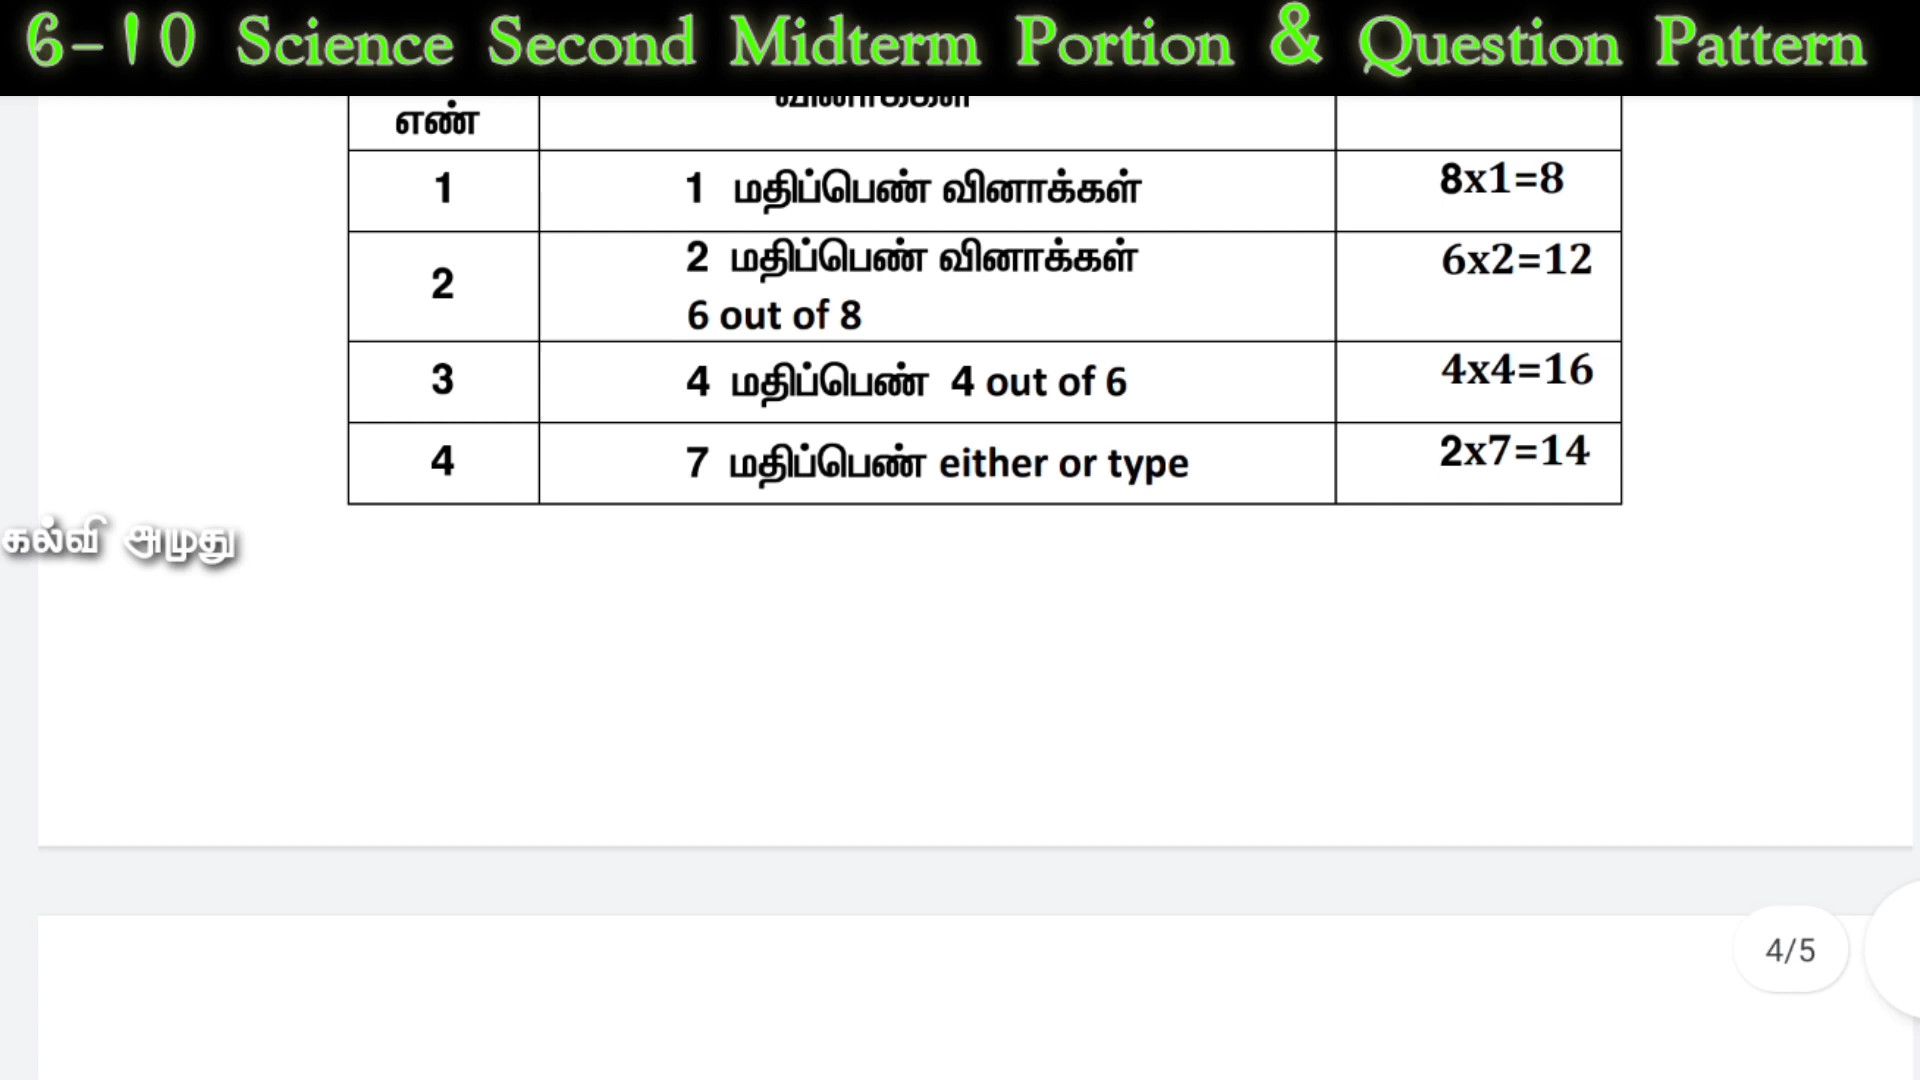 6-10 Science Second Midterm Portion & Question Pattern
வினாக்கள்
எண்
1 1 மதிப்பெண் வினாக்கள் 8x1=8
2 2 மதிப்பெண் வினாக்கள் 6x2=12
6 out of 8
3 4 மதிப்பெண் 4 out of 6 4x4=16
4 7 மதிப்பெண் either or type 2x7=14
கல்வி அமுது
4/5